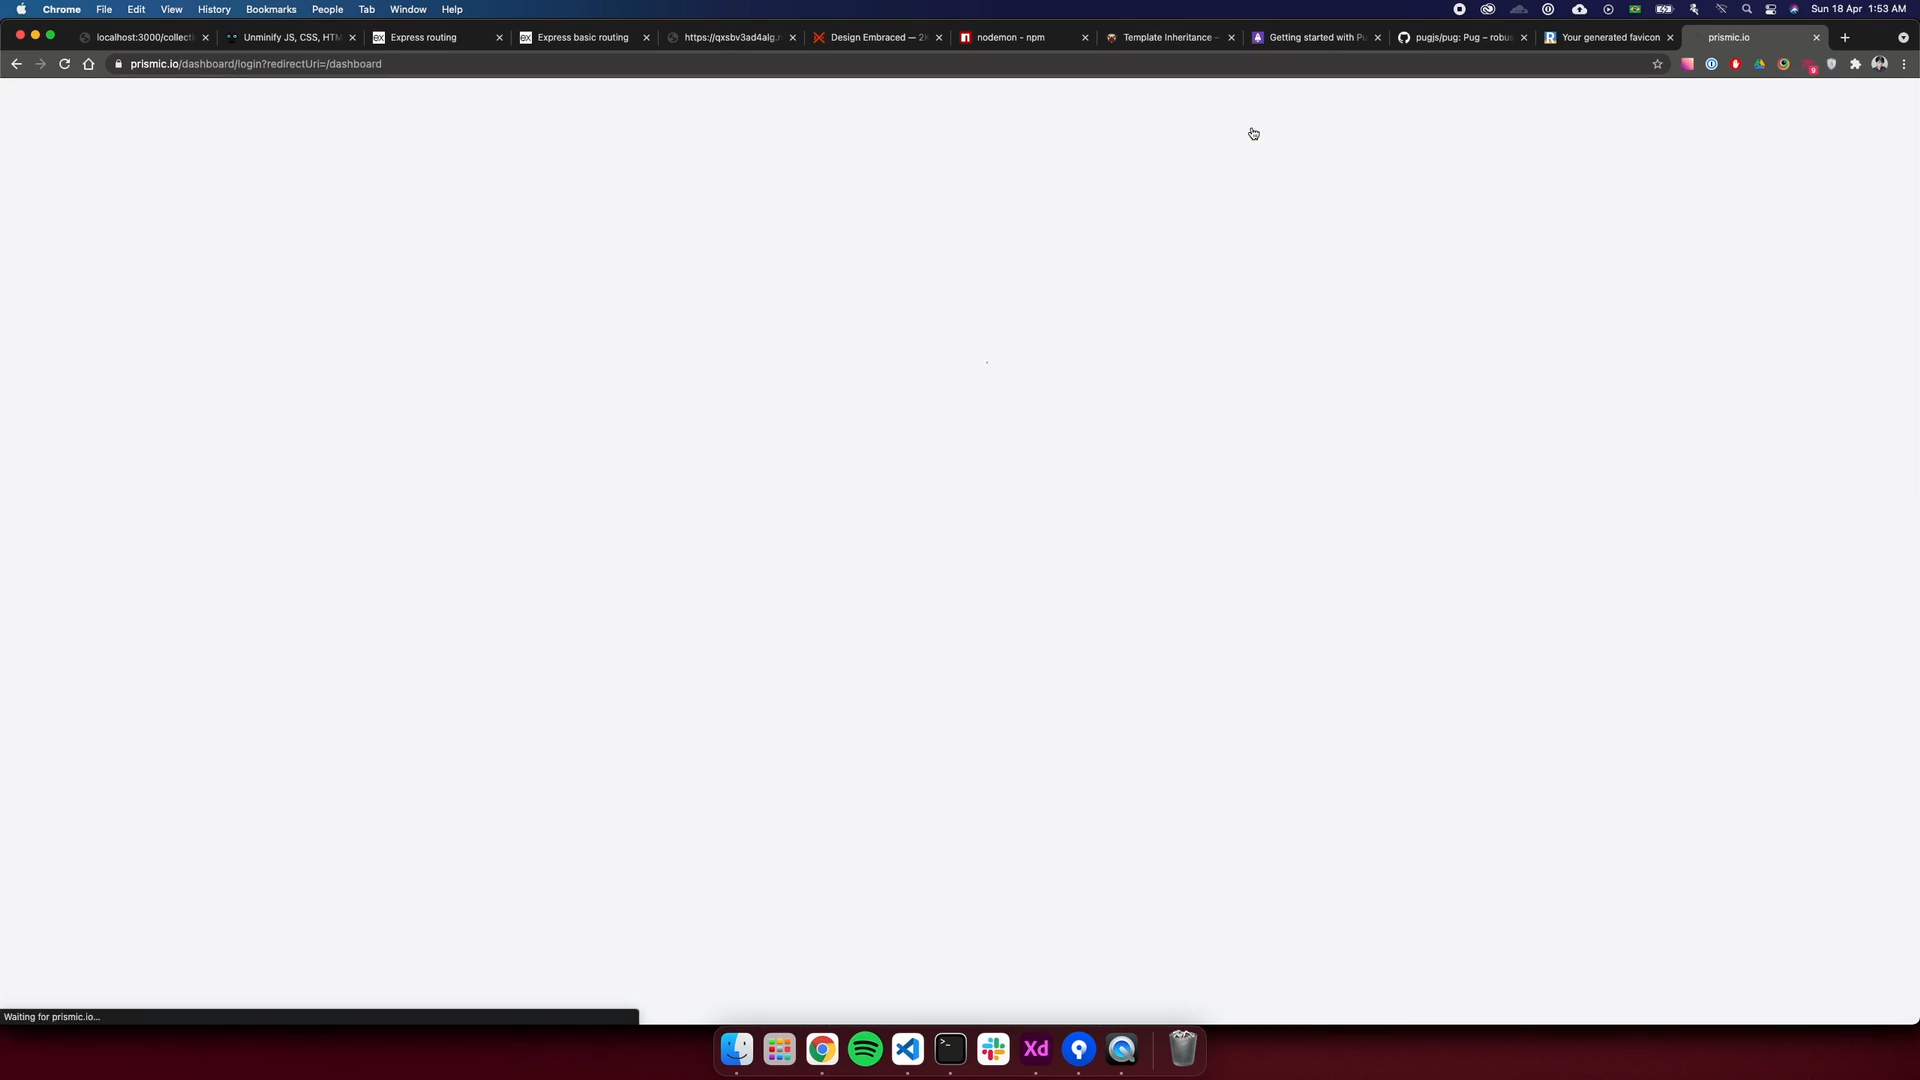 Chrome File Edit View History Bookmarks People Tab Window Help Sun 18 Apr 1:53 AM
localhost:3000/collecti Unminify JS, CSS, HTM Express routing Express basic routing https://qxsbv3ad4alg.r Design Embraced — 2K nodemon - npm Template Inheritance – Getting started with Pu pugjs/pug: Pug – robus Your generated favicon prismic.io
prismic.io/dashboard/login?redirectUri=/dashboard
9
Waiting for prismic.io...
Xd